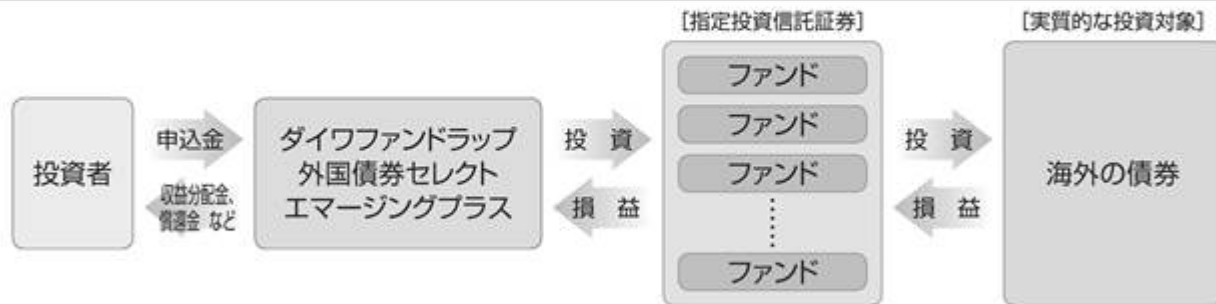 [指定投資信託証券]
[実質的な投資対象]
投資者
申込金
収益分配金、
償還金 など
ダイワファンドラップ
外国債券セレクト
エマージングプラス
投 資
損 益
ファンド
ファンド
ファンド
ファンド
投 資
損 益
海外の債券